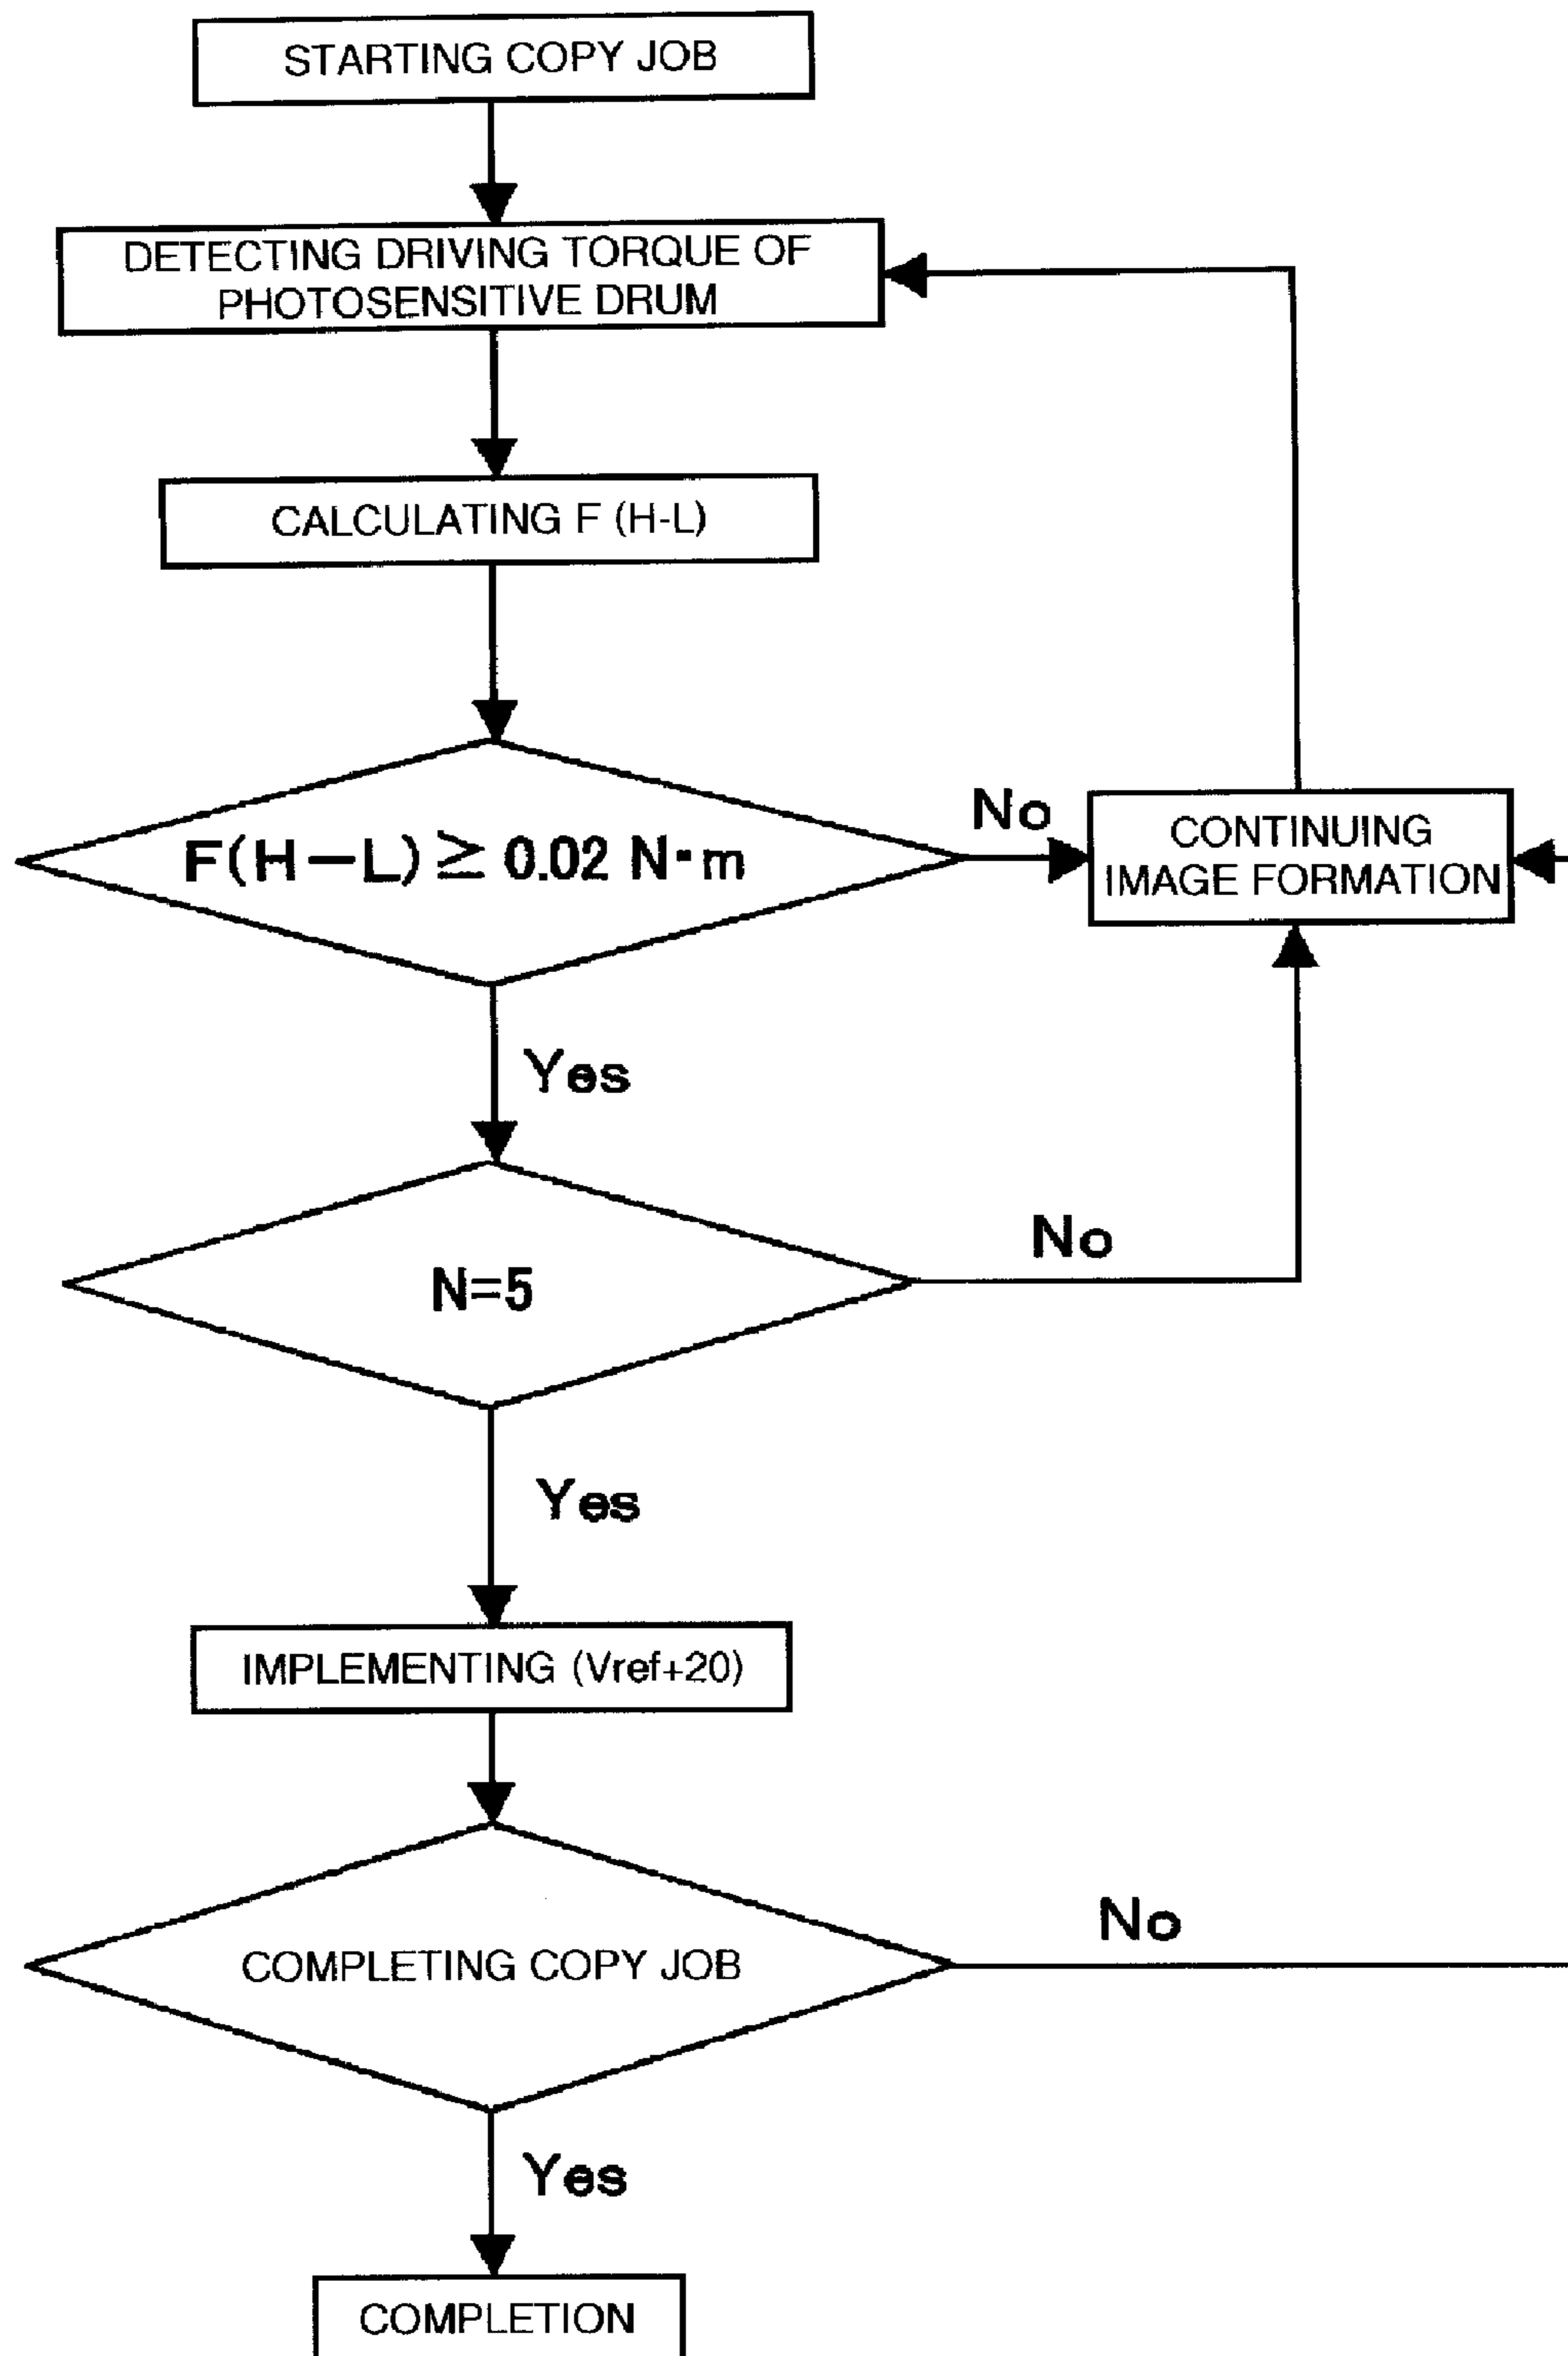 STARTING COPY JOB
DETECTING DRIVING TORQUE OF
PHOTOSENSITIVE DRUM
CALCULATING F (H-L)
F(H－L)≧0.02 N･m
No
CONTINUING
IMAGE FORMATION
Yes
N=5
No
Yes
IMPLEMENTING (Vref+20)
COMPLETING COPY JOB
No
Yes
COMPLETION